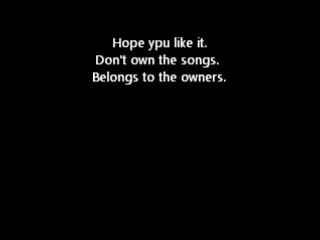 Hope ypu like it.
Don't own the songs.
Belongs to the owners.